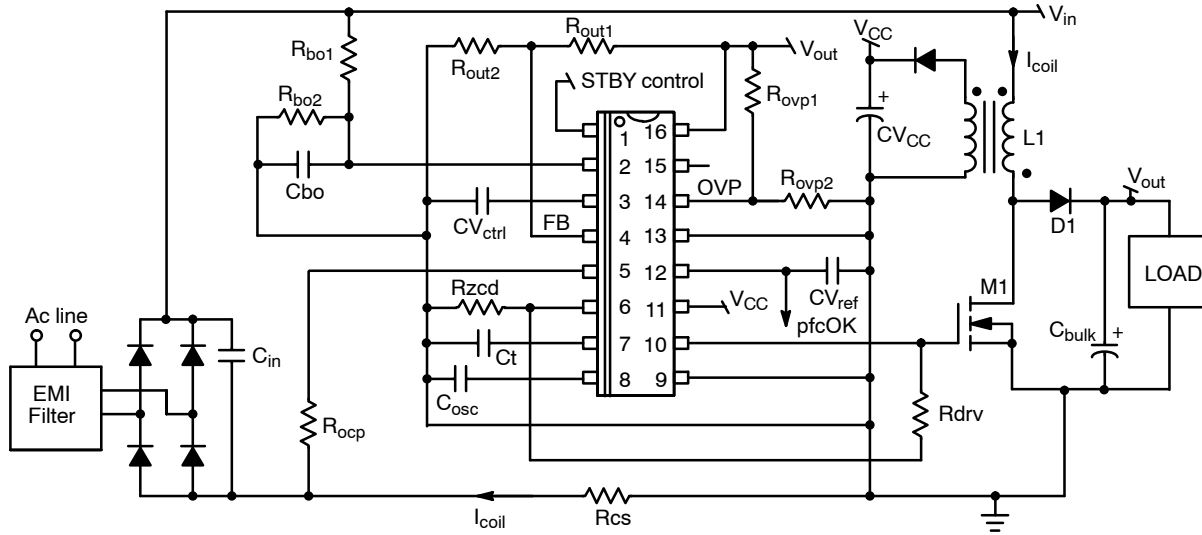 Vin
Rbo1
Rout2
Rout1
Vout
VCC
Icoil
STBY control
Rovp1
Rbo2
+
CVCC
L1
1
16
2
15
Cbo
OVP
Rovp2
Vout
3
14
CVctrl
FB
4
13
D1
5
12
LOAD
Rzcd
CVref
M1
6
11
VCC
pfcOK
Ac line
Cbulk
+
7
10
Cin
Ct
8
9
EMI
Filter
Cosc
Rocp
Rdrv
Icoil
Rcs